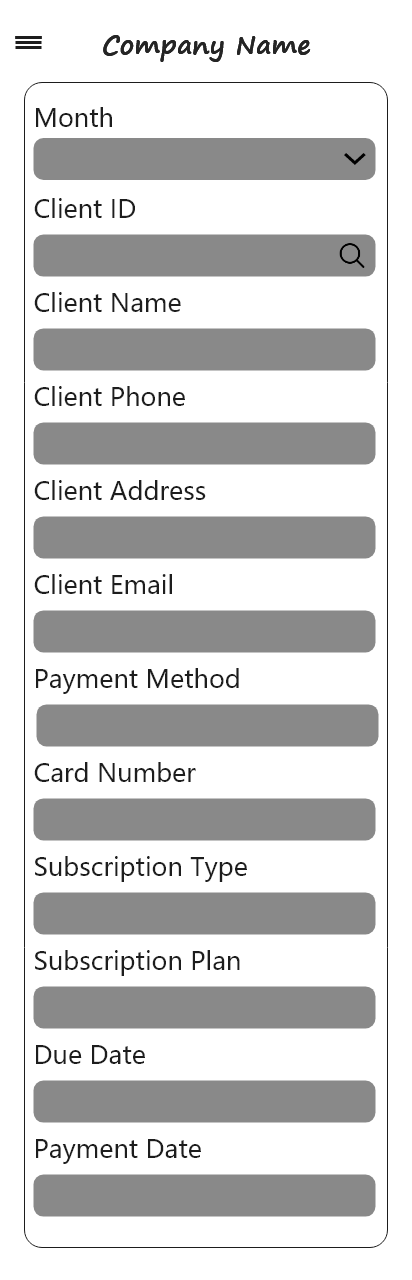 Company Name
Month
Client ID
Client Name
Client Phone
Client Address
Client Email
Payment Method
Card Number
Subscription Type
Subscription Plan
Due Date
Payment Date